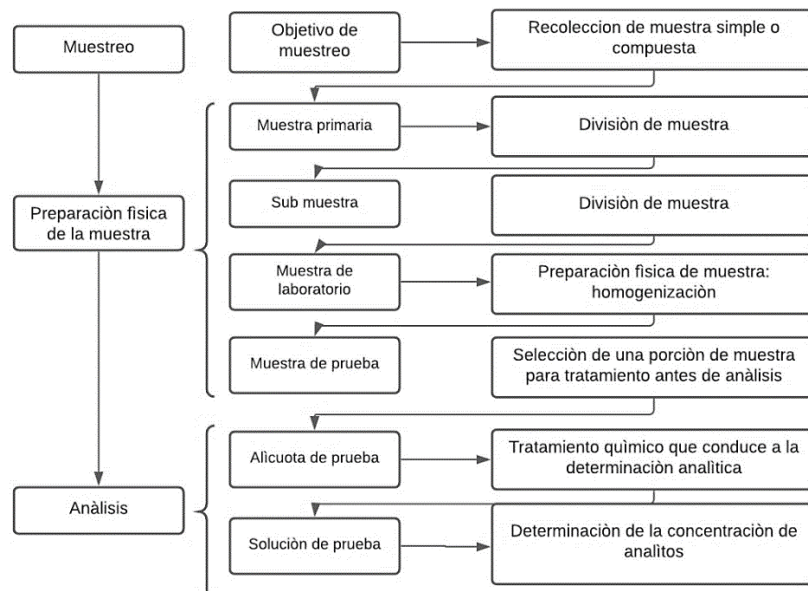 Muestreo
Objetivo de
muestreo
Recoleccion de muestra simple o
compuesta
Muestra primaria
Divisiòn de muestra
Preparaciòn fìsica
de la muestra
Sub muestra
Divisiòn de muestra
Muestra de
laboratorio
Preparaciòn fìsica de muestra:
homogenizaciòn
Muestra de prueba
Selecciòn de una porciòn de muestra
para tratamiento antes de anàlisis
Alìcuota de prueba
Tratamiento quìmico que conduce a la
determinaciòn analìtica
Anàlisis
Soluciòn de prueba
Determinaciòn de la concentraciòn de
analìtos